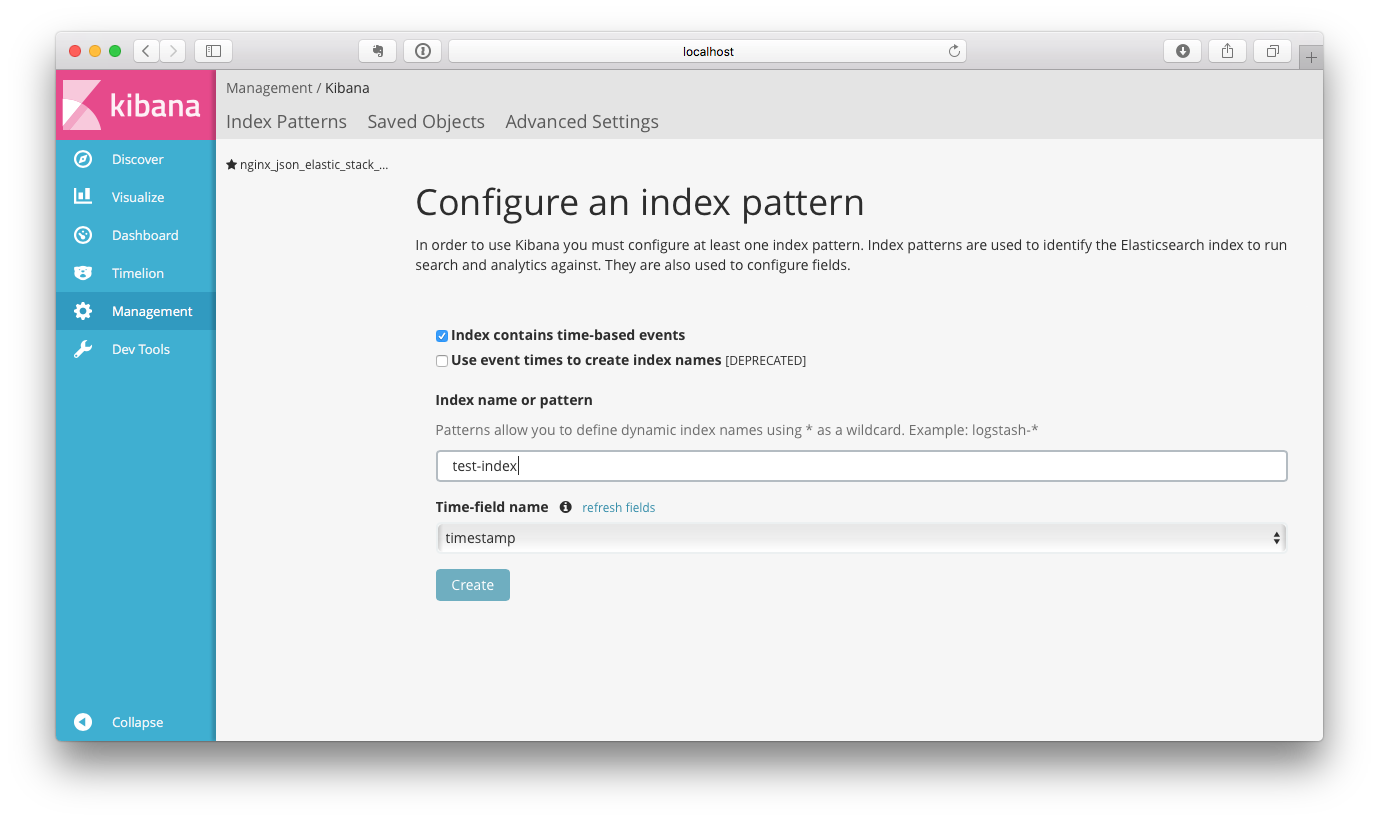 localhost
kibana
Management / Kibana
Index Patterns Saved Objects Advanced Settings
Discover
Visualize
Dashboard
Timelion
Management
Dev Tools
Collapse
nginx_json_elastic_stack_...
Configure an index pattern
In order to use Kibana you must configure at least one index pattern. Index patterns are used to identify the Elasticsearch index to run
search and analytics against. They are also used to configure fields.
Index contains time-based events
Use event times to create index names [DEPRECATED]
Index name or pattern
Patterns allow you to define dynamic index names using * as a wildcard. Example: logstash-*
test-index
Time-field name refresh fields
timestamp
Create